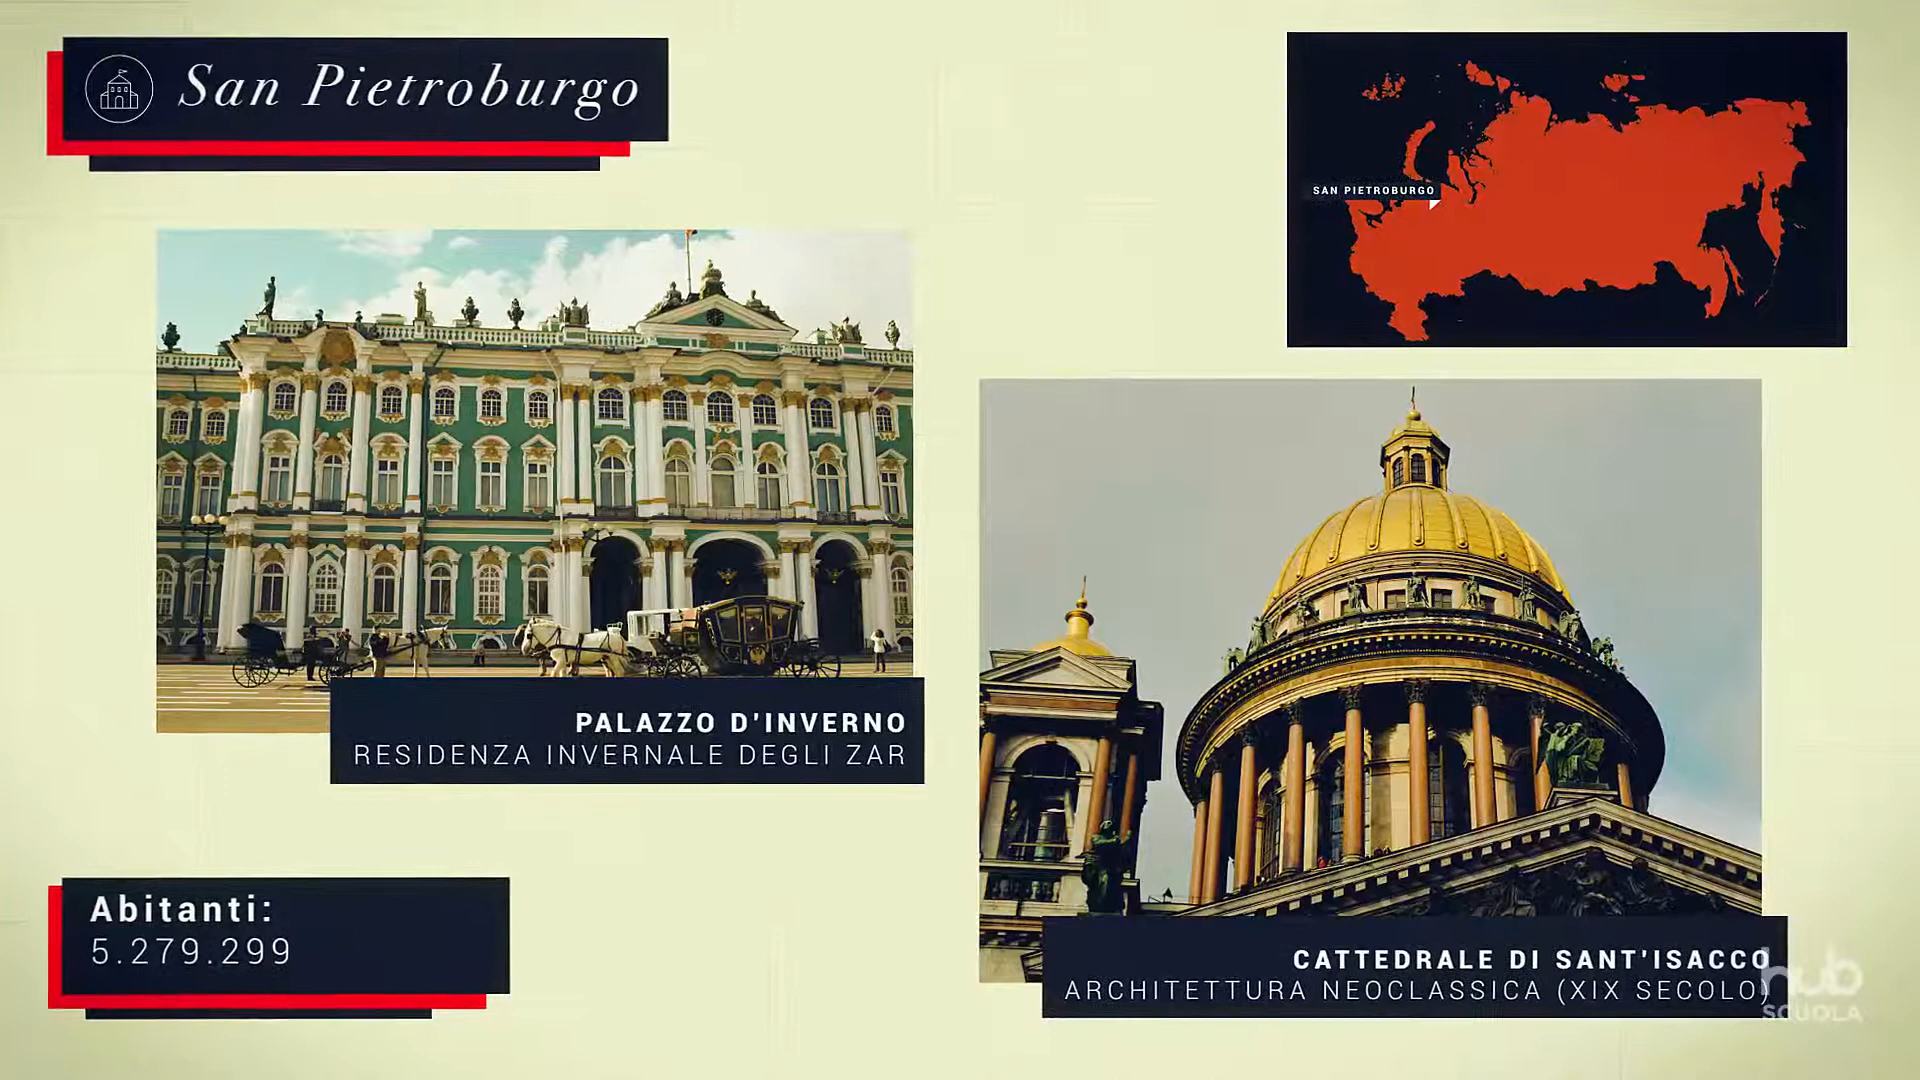 San Pietroburgo
SAN PIETROBURGO
PALAZZO D'INVERNO
RESIDENZA INVERNALE DEGLI ZAR
Abitanti:
5.279.299
CATTEDRALE DI SANT'ISACCO
ARCHITETTURA NEOCLASSICA (XIX SECOLO)
hub
SCUOLA